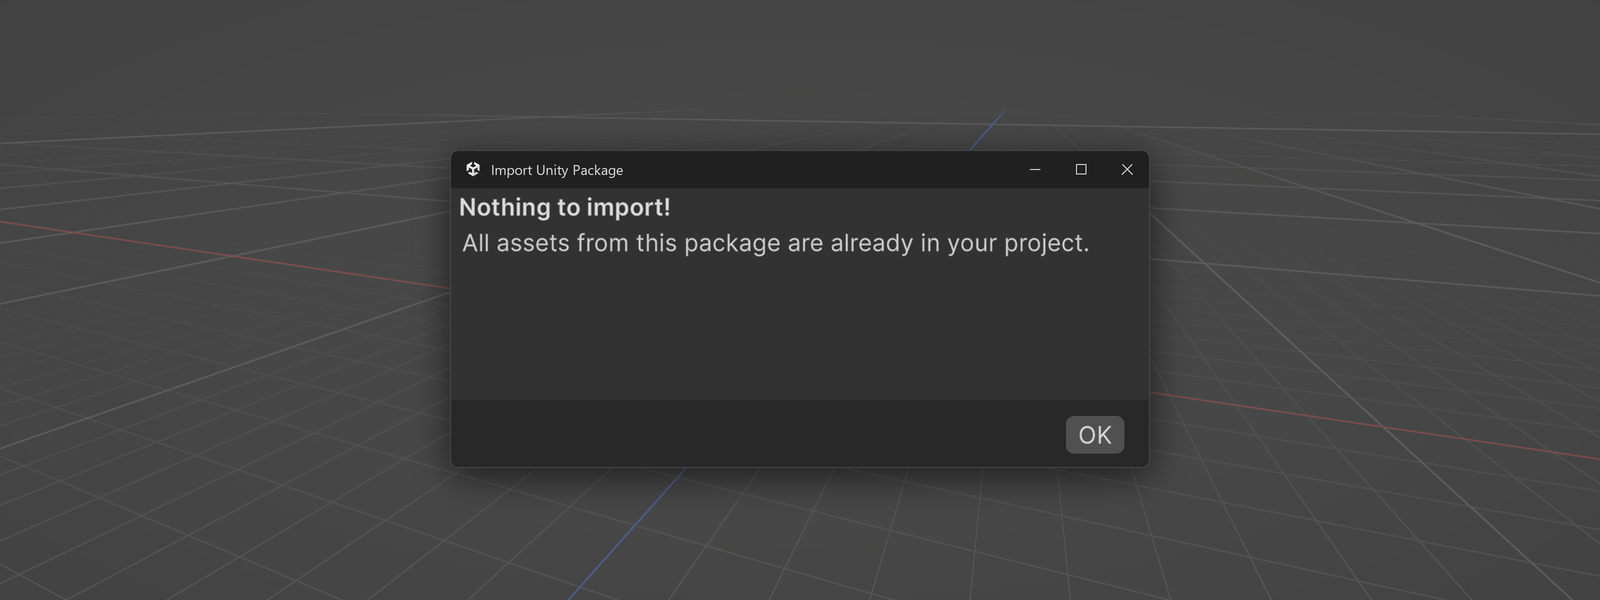 Import Unity Package
Nothing to import!
All assets from this package are already in your project.
OK